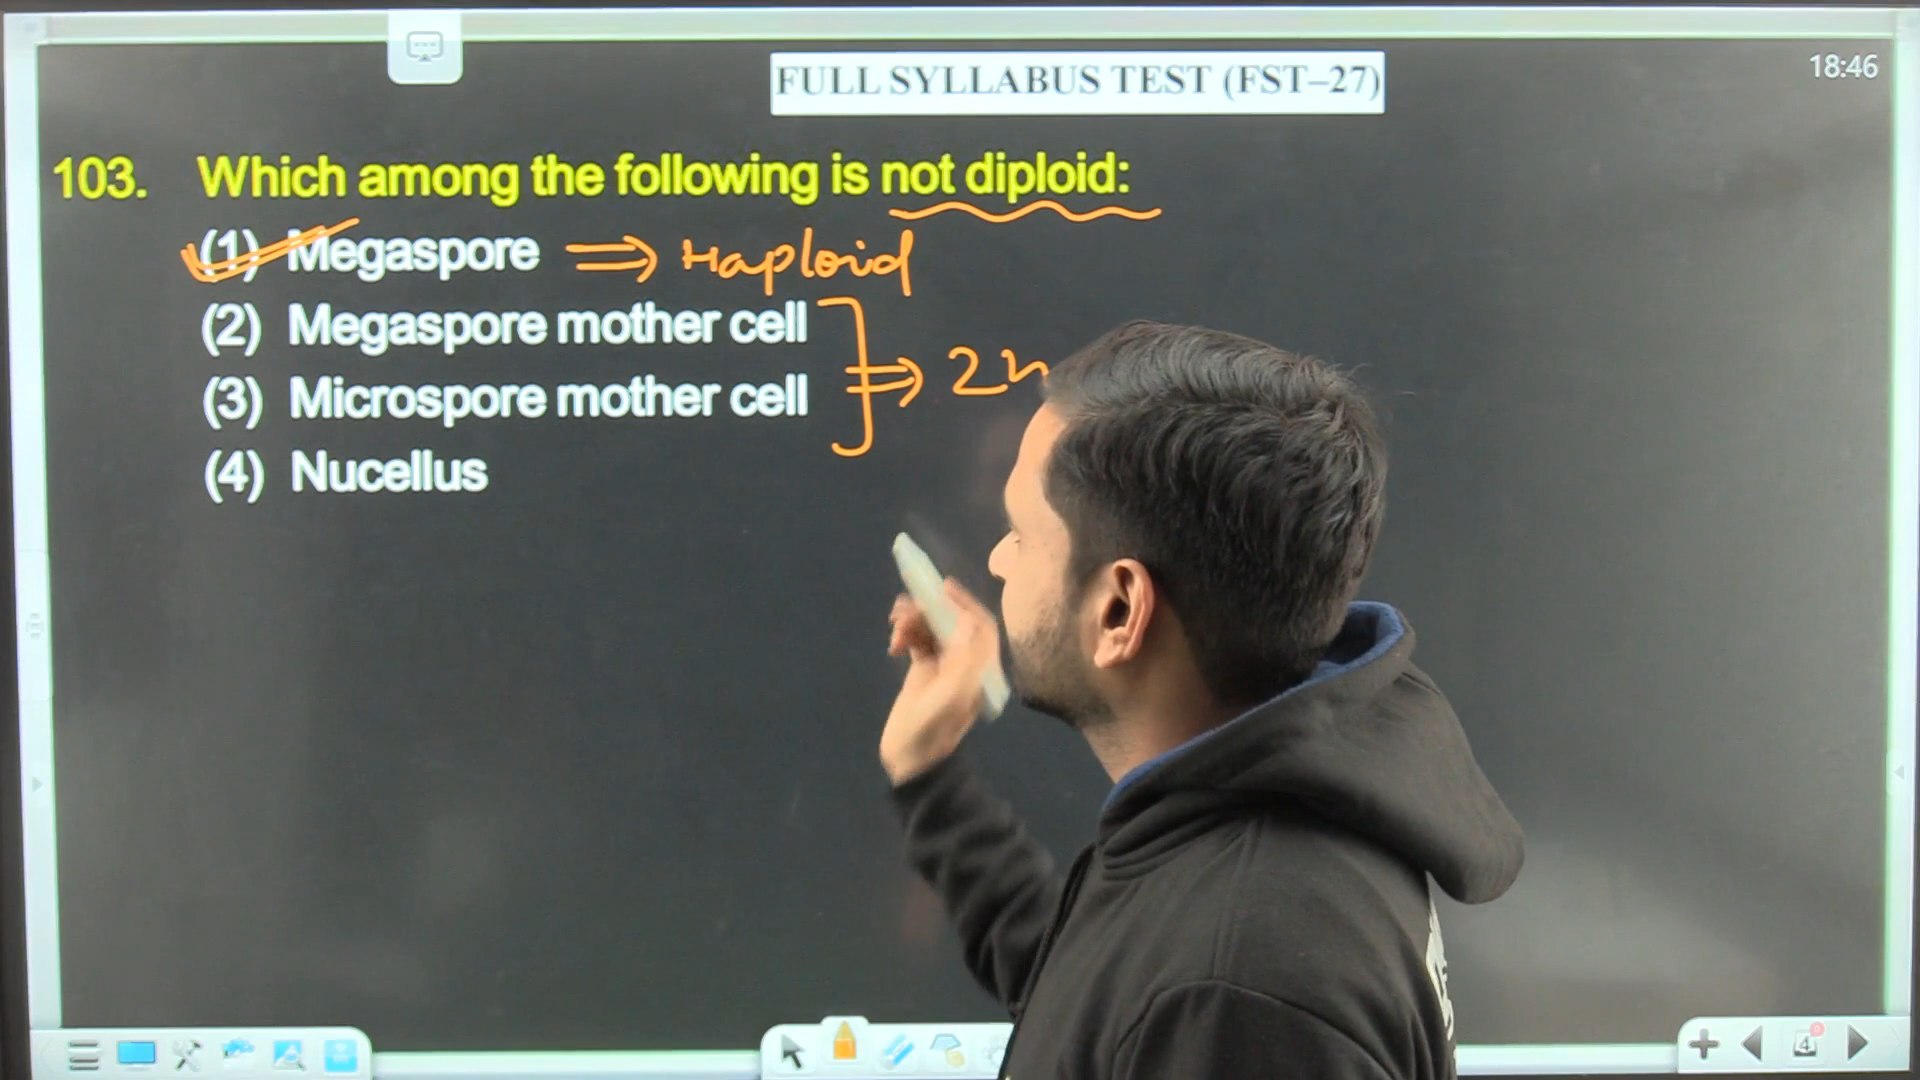 FULL SYLLABUS TEST (FST–27)
18:46
103. Which among the following is not diploid:
(1) Megaspore ⇒ Haploid
(2) Megaspore mother cell
(3) Microspore mother cell
⇒ 2n
(4) Nucellus
4